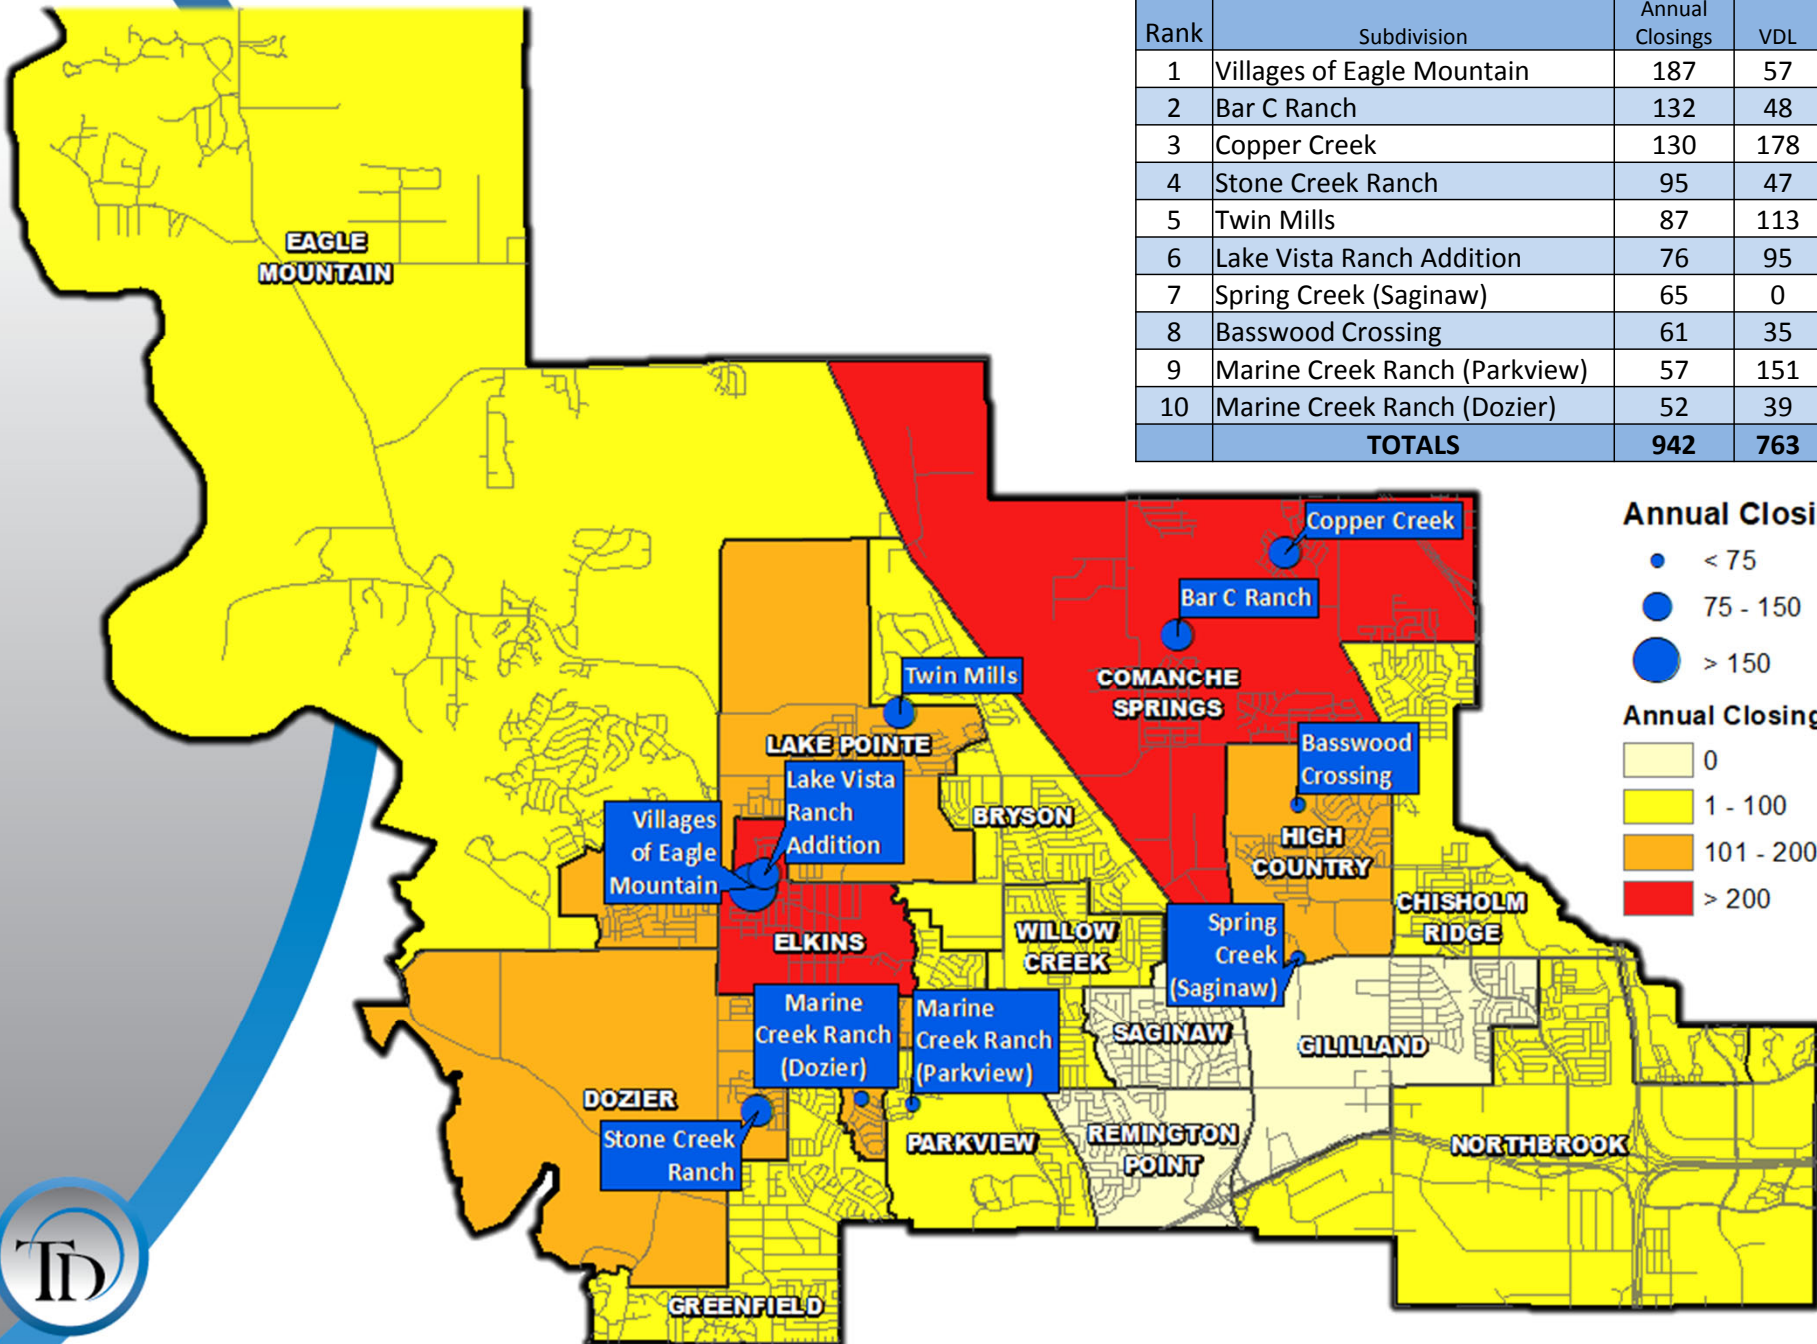 Rank Subdivision Annual Closings VDL
1 Villages of Eagle Mountain 187 57
2 Bar C Ranch 132 48
3 Copper Creek 130 178
4 Stone Creek Ranch 95 47
5 Twin Mills 87 113
6 Lake Vista Ranch Addition 76 95
7 Spring Creek (Saginaw) 65 0
8 Basswood Crossing 61 35
9 Marine Creek Ranch (Parkview) 57 151
10 Marine Creek Ranch (Dozier) 52 39
TOTALS 942 763
EAGLE
MOUNTAIN
Annual Closi
< 75
75 - 150
> 150
Annual Closing
0
1 - 100
101 - 200
> 200
Copper Creek
Bar C Ranch
COMANCHE
SPRINGS
Twin Mills
LAKE POINTE
Lake Vista
Ranch
Addition
Villages
of Eagle
Mountain
BRYSON
Basswood
Crossing
HIGH
COUNTRY
ELKINS
WILLOW
CREEK
Spring
Creek
(Saginaw)
CHISHOLM
RIDGE
Marine
Creek Ranch
(Dozier)
Marine
Creek Ranch
(Parkview)
SAGINAW
GILILLAND
DOZIER
Stone Creek
Ranch
PARKVIEW
REMINGTON
POINT
NORTHBROOK
GREENFIELD
TD